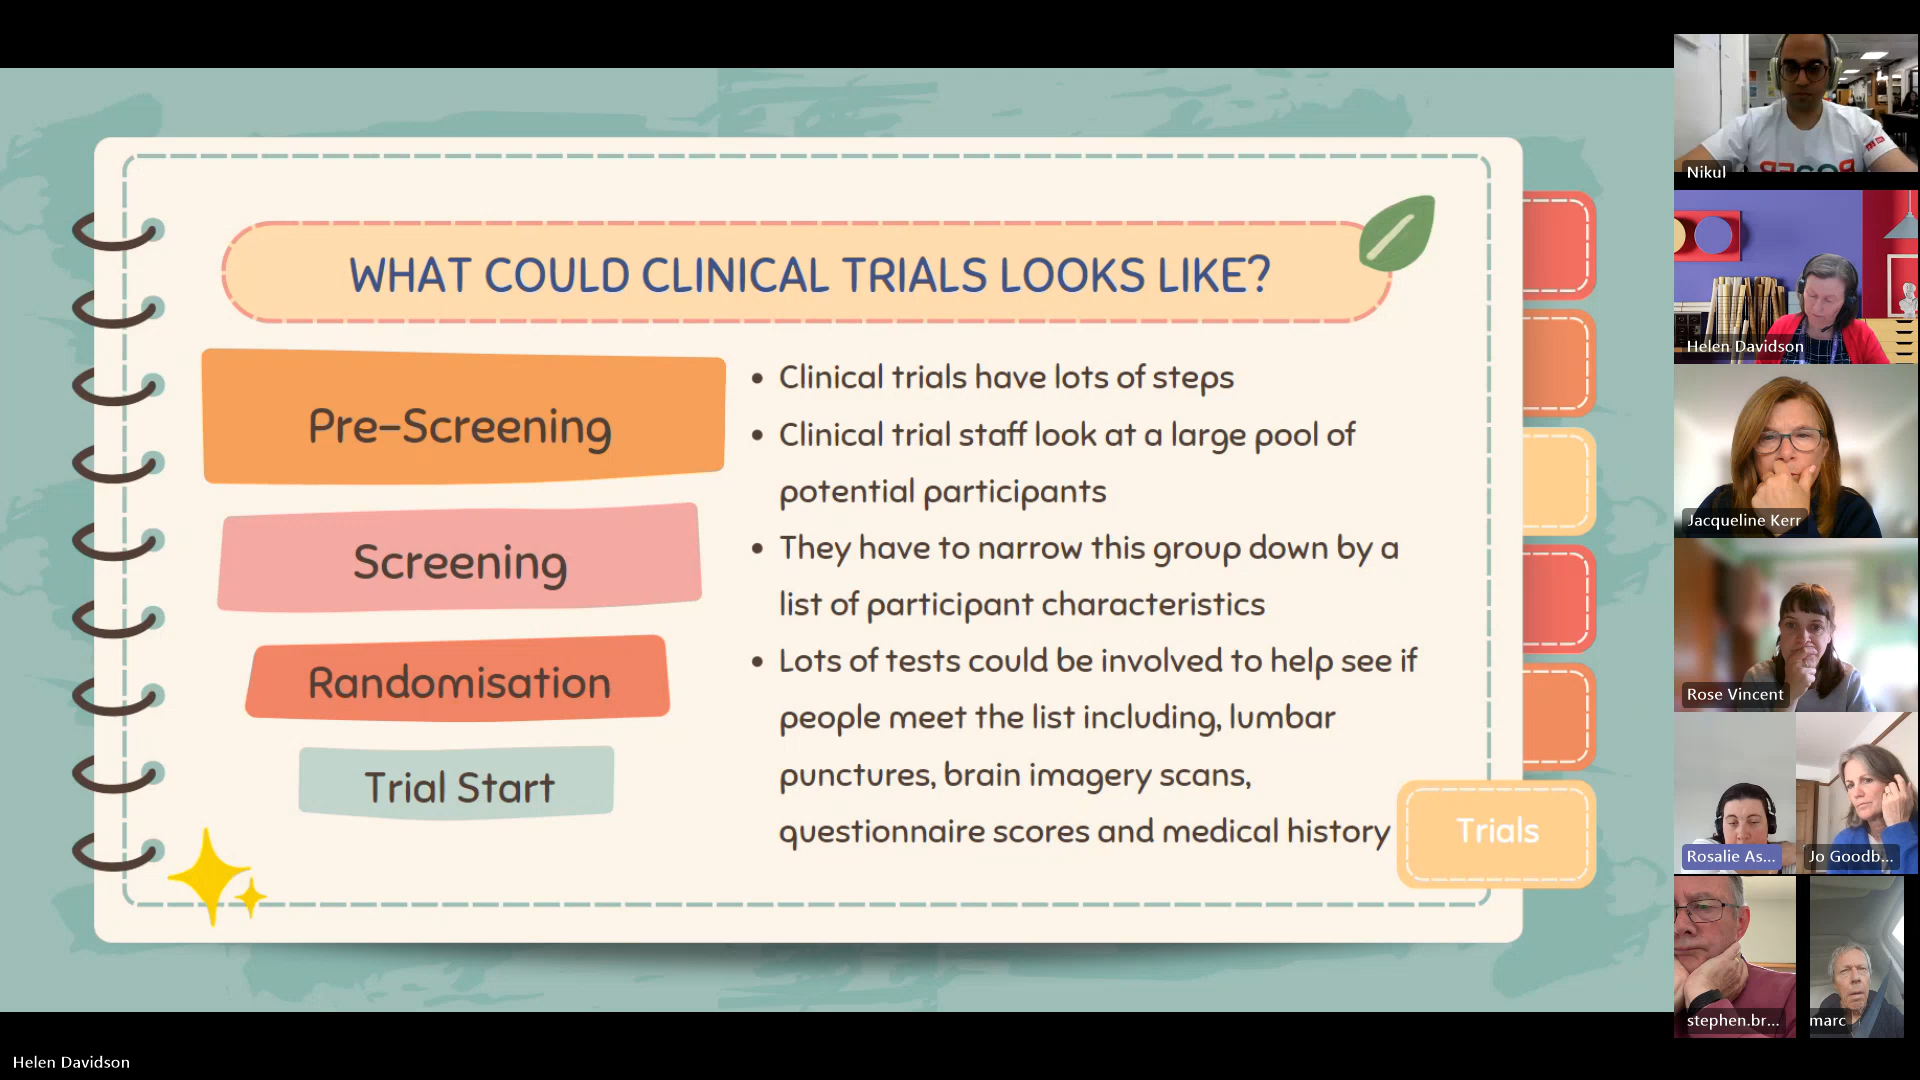 WHAT COULD CLINICAL TRIALS LOOKS LIKE?
Pre-Screening
Screening
Randomisation
Trial Start
• Clinical trials have lots of steps
• Clinical trial staff look at a large pool of
potential participants
• They have to narrow this group down by a
list of participant characteristics
• Lots of tests could be involved to help see if
people meet the list including, lumbar
punctures, brain imagery scans,
questionnaire scores and medical history
Trials
Nikul
Helen Davidson
Jacqueline Kerr
Rose Vincent
Rosalie As...
Jo Goodb...
stephen.br...
marc
Helen Davidson